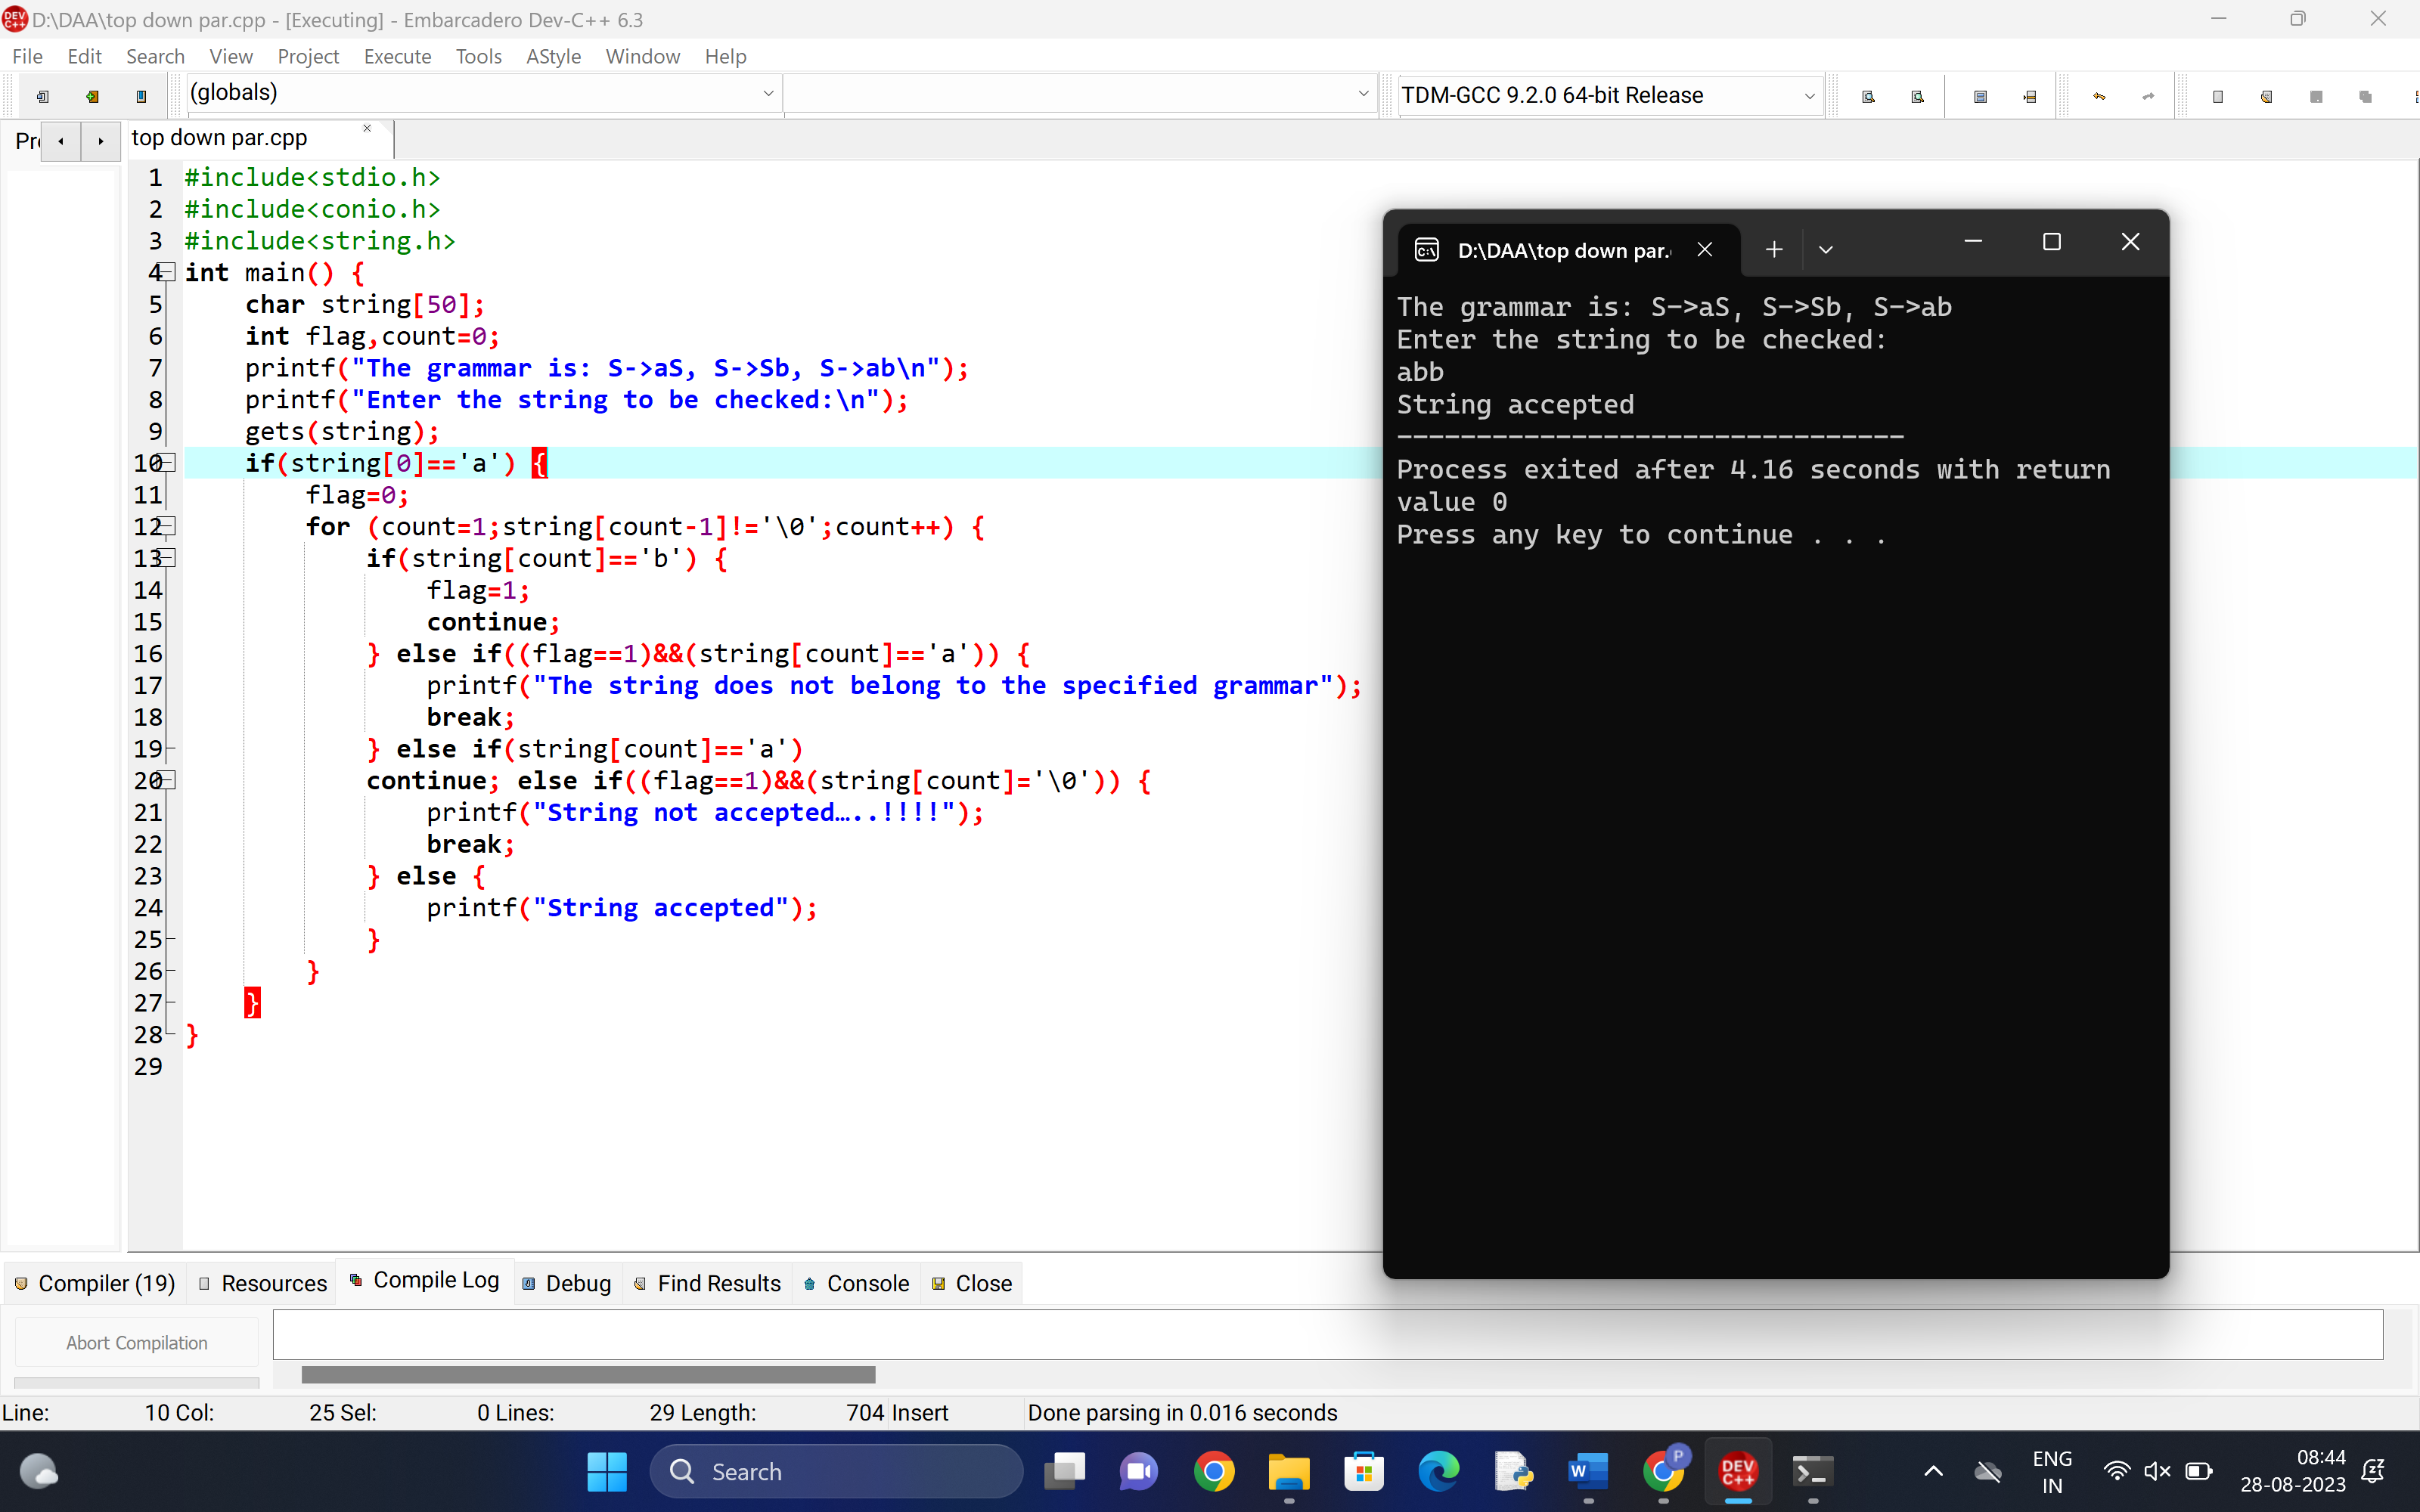 D:\DAA\top down par.cpp - [Executing] - Embarcadero Dev-C++ 6.3
File Edit Search View Project Execute Tools AStyle Window Help
(globals)
TDM-GCC 9.2.0 64-bit Release
top down par.cpp
1 #include<stdio.h>
2 #include<conio.h>
3 #include<string.h>
4 int main() {
5     char string[50];
6     int flag,count=0;
7     printf("The grammar is: S->aS, S->Sb, S->ab\n");
8     printf("Enter the string to be checked:\n");
9     gets(string);
10     if(string[0]=='a') {
11         flag=0;
12         for (count=1;string[count-1]!='\0';count++) {
13             if(string[count]=='b') {
14                 flag=1;
15                 continue;
16             } else if((flag==1)&&(string[count]=='a')) {
17                 printf("The string does not belong to the specified grammar");
18                 break;
19             } else if(string[count]=='a')
20             continue; else if((flag==1)&&(string[count]='\0')) {
21                 printf("String not accepted…..!!!!");
22                 break;
23             } else {
24                 printf("String accepted");
25             }
26         }
27     }
28 }
29
D:\DAA\top down par.
The grammar is: S->aS, S->Sb, S->ab
Enter the string to be checked:
abb
String accepted
--------------------------------
Process exited after 4.16 seconds with return
value 0
Press any key to continue . . .
Compiler (19) Resources Compile Log Debug Find Results Console Close
Abort Compilation
Line: 10 Col: 25 Sel: 0 Lines: 29 Length: 704 Insert Done parsing in 0.016 seconds
Search
DEV C++
ENG
IN
08:44
28-08-2023